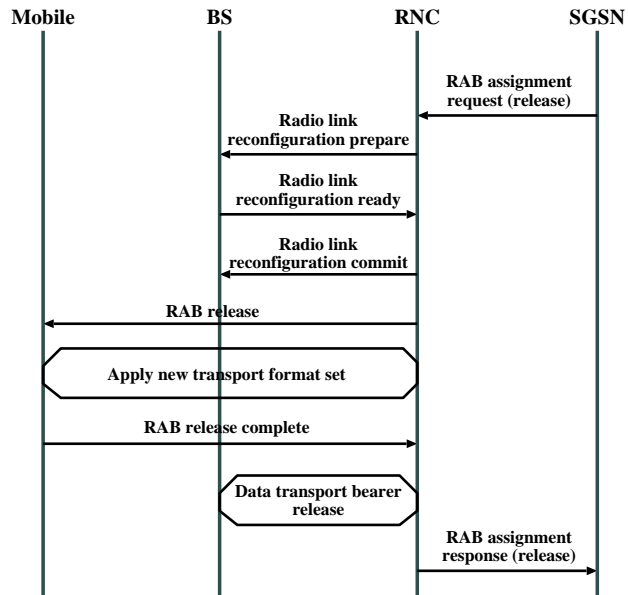 Mobile BS RNC SGSN
RAB assignment
request (release)
Radio link
reconfiguration prepare
Radio link
reconfiguration ready
Radio link
reconfiguration commit
RAB release
Apply new transport format set
RAB release complete
Data transport bearer
release
RAB assignment
response (release)